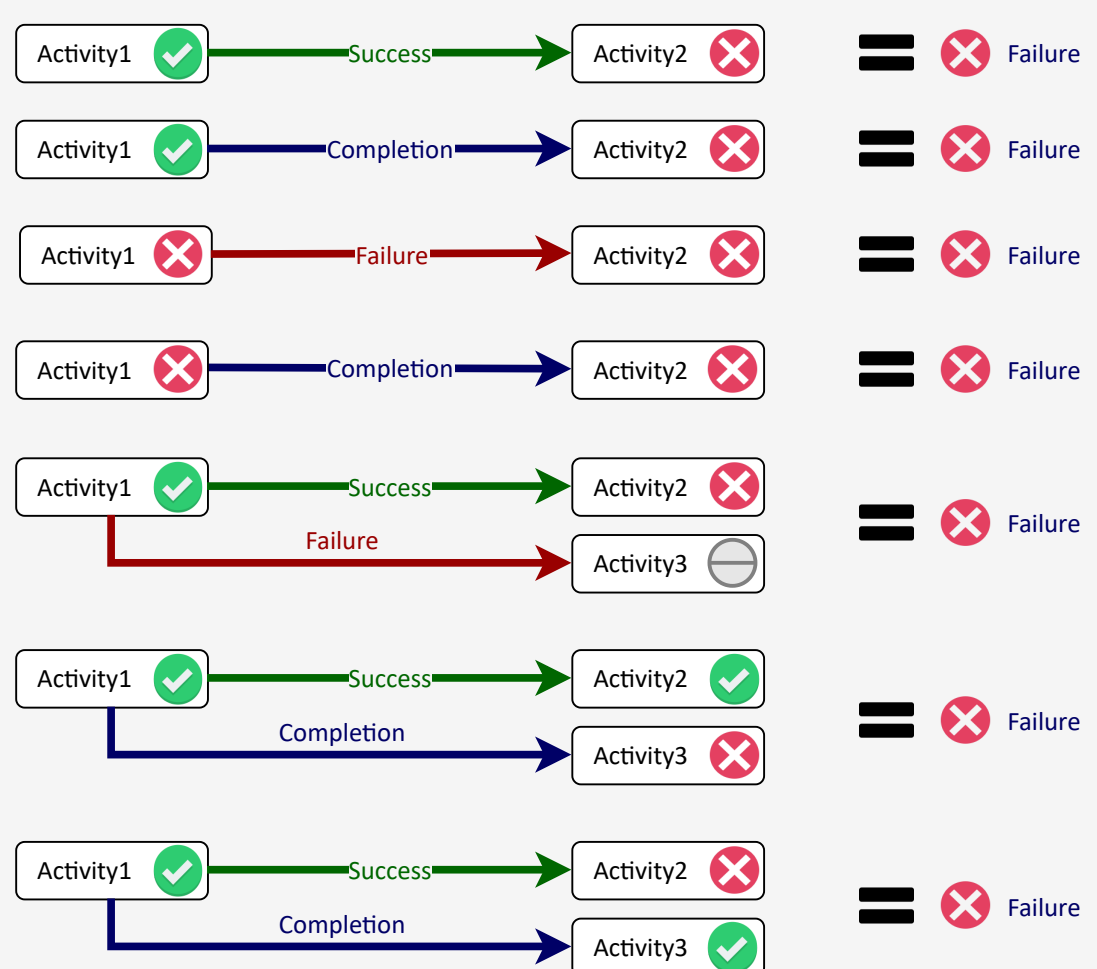 Activity1 Success Activity2 Failure
Activity1 Completion Activity2 Failure
Activity1 Failure Activity2 Failure
Activity1 Completion Activity2 Failure
Activity1 Success Activity2
Failure
Failure Activity3
Activity1 Success Activity2
Failure
Completion Activity3
Activity1 Success Activity2
Failure
Completion Activity3